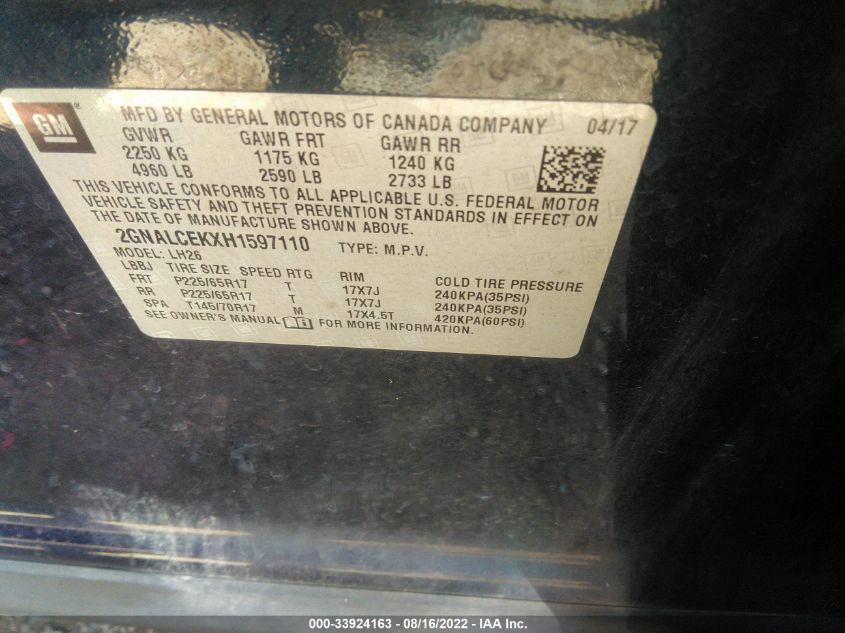 GM ®
MFD BY GENERAL MOTORS OF CANADA COMPANY 04/17
GVWR GAWR FRT GAWR RR
2250 KG 1175 KG 1240 KG
4960 LB 2590 LB 2733 LB
THIS VEHICLE CONFORMS TO ALL APPLICABLE U.S. FEDERAL MOTOR
VEHICLE SAFETY AND THEFT PREVENTION STANDARDS IN EFFECT ON
THE DATE OF MANUFACTURE SHOWN ABOVE.
2GNALCEKXH1597110 TYPE: M.P.V.
MODEL: LH26
LBBJ TIRE SIZE SPEED RTG RIM COLD TIRE PRESSURE
FRT P225/65R17 T 17X7J 240KPA(35PSI)
RR P225/65R17 T 17X7J 240KPA(35PSI)
SPA T145/70R17 M 17X4.5T 420KPA(60PSI)
SEE OWNER'S MANUAL FOR MORE INFORMATION.
000-33924163 - 08/16/2022 - IAA Inc.